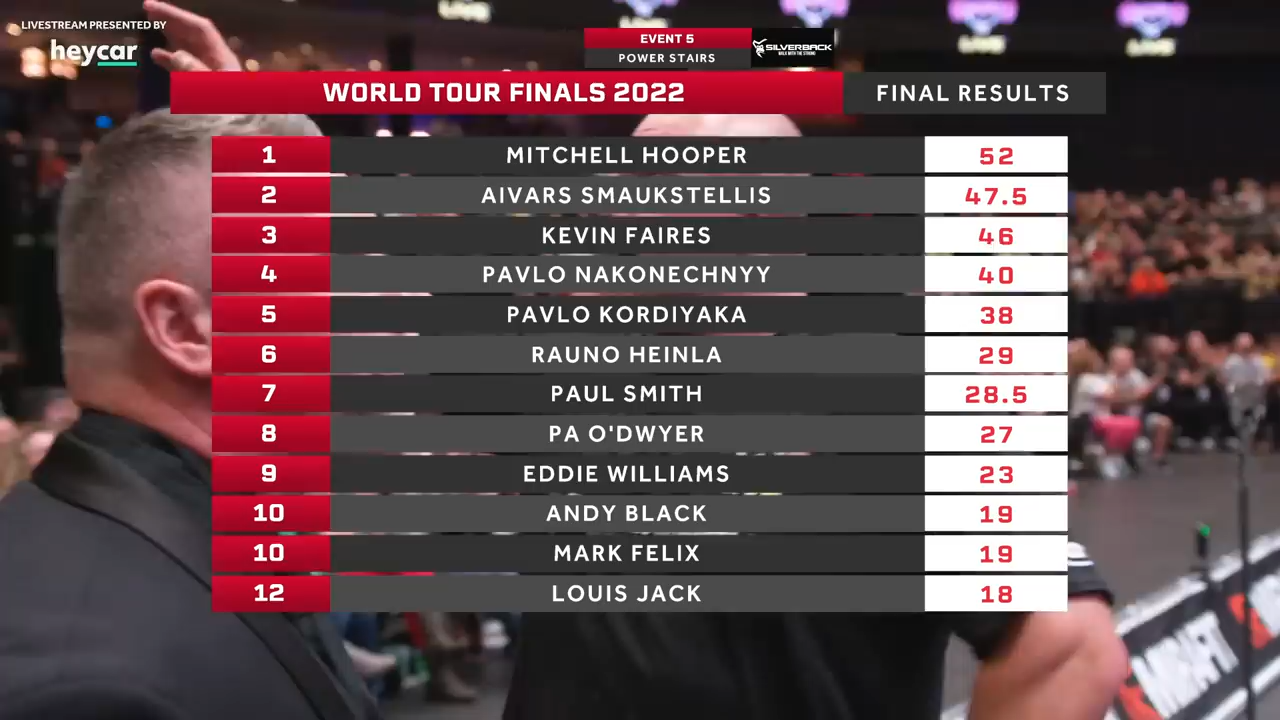 LIVESTREAM PRESENTED BY
heycar
EVENT 5
POWER STAIRS
SILVERBACK
WORLD TOUR FINALS 2022
FINAL RESULTS
1 MITCHELL HOOPER 52
2 AIVARS SMAUKSTELLIS 47.5
3 KEVIN FAIRES 46
4 PAVLO NAKONECHNYY 40
5 PAVLO KORDIYAKA 38
6 RAUNO HEINLA 29
7 PAUL SMITH 28.5
8 PA O'DWYER 27
9 EDDIE WILLIAMS 23
10 ANDY BLACK 19
10 MARK FELIX 19
12 LOUIS JACK 18